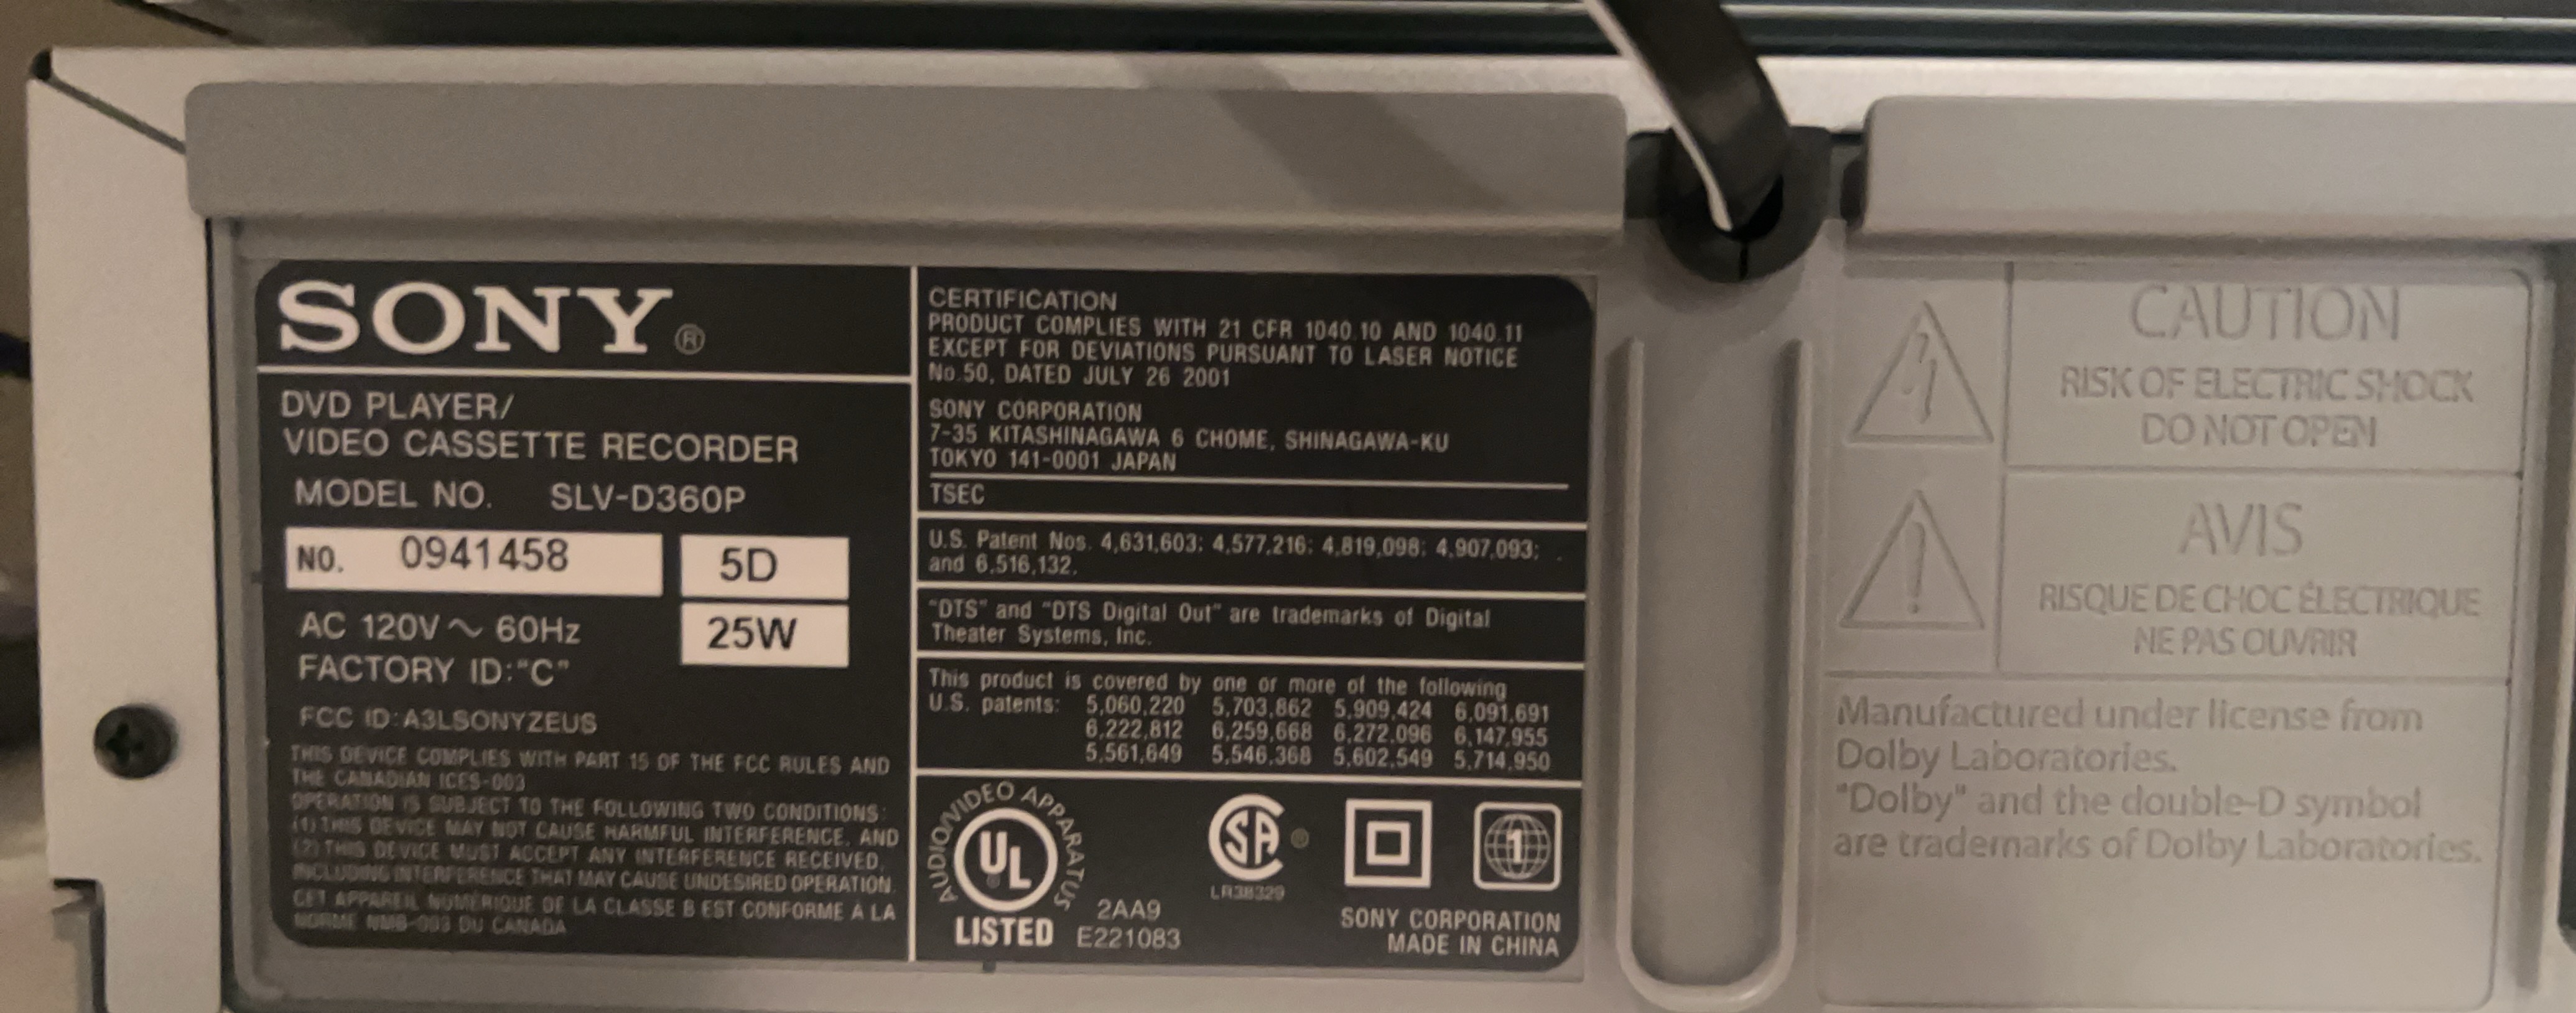 SONY®
DVD PLAYER/
VIDEO CASSETTE RECORDER
MODEL NO. SLV-D360P
NO. 0941458 5D
AC 120V ~ 60Hz 25W
FACTORY ID:"C"
FCC ID:A3LSONYZEUS
THIS DEVICE COMPLIES WITH PART 15 OF THE FCC RULES AND
THE CANADIAN ICES-003
OPERATION IS SUBJECT TO THE FOLLOWING TWO CONDITIONS:
(1) THIS DEVICE MAY NOT CAUSE HARMFUL INTERFERENCE, AND
(2) THIS DEVICE MUST ACCEPT ANY INTERFERENCE RECEIVED,
INCLUDING INTERFERENCE THAT MAY CAUSE UNDESIRED OPERATION.
CET APPAREIL NUMÉRIQUE DE LA CLASSE B EST CONFORME À LA
NORME NMB-003 DU CANADA
CERTIFICATION
PRODUCT COMPLIES WITH 21 CFR 1040.10 AND 1040.11
EXCEPT FOR DEVIATIONS PURSUANT TO LASER NOTICE
No.50, DATED JULY 26 2001
SONY CORPORATION
7-35 KITASHINAGAWA 6 CHOME, SHINAGAWA-KU
TOKYO 141-0001 JAPAN
TSEC
U.S. Patent Nos. 4,631,603; 4,577,216; 4,819,098; 4,907,093;
and 6,516,132.
"DTS" and "DTS Digital Out" are trademarks of Digital
Theater Systems, Inc.
This product is covered by one or more of the following
U.S. patents: 5,060,220 5,703,862 5,909,424 6,091,691
6,222,812 6,259,668 6,272,096 6,147,955
5,561,649 5,546,368 5,602,549 5,714,950
AUDIO/VIDEO APPARATUS
UL ®
LISTED
2AA9
E221083
SA ®
LR38329
1
SONY CORPORATION
MADE IN CHINA
CAUTION
RISK OF ELECTRIC SHOCK
DO NOT OPEN
AVIS
RISQUE DE CHOC ÉLECTRIQUE
NE PAS OUVRIR
Manufactured under license from
Dolby Laboratories.
"Dolby" and the double-D symbol
are trademarks of Dolby Laboratories.